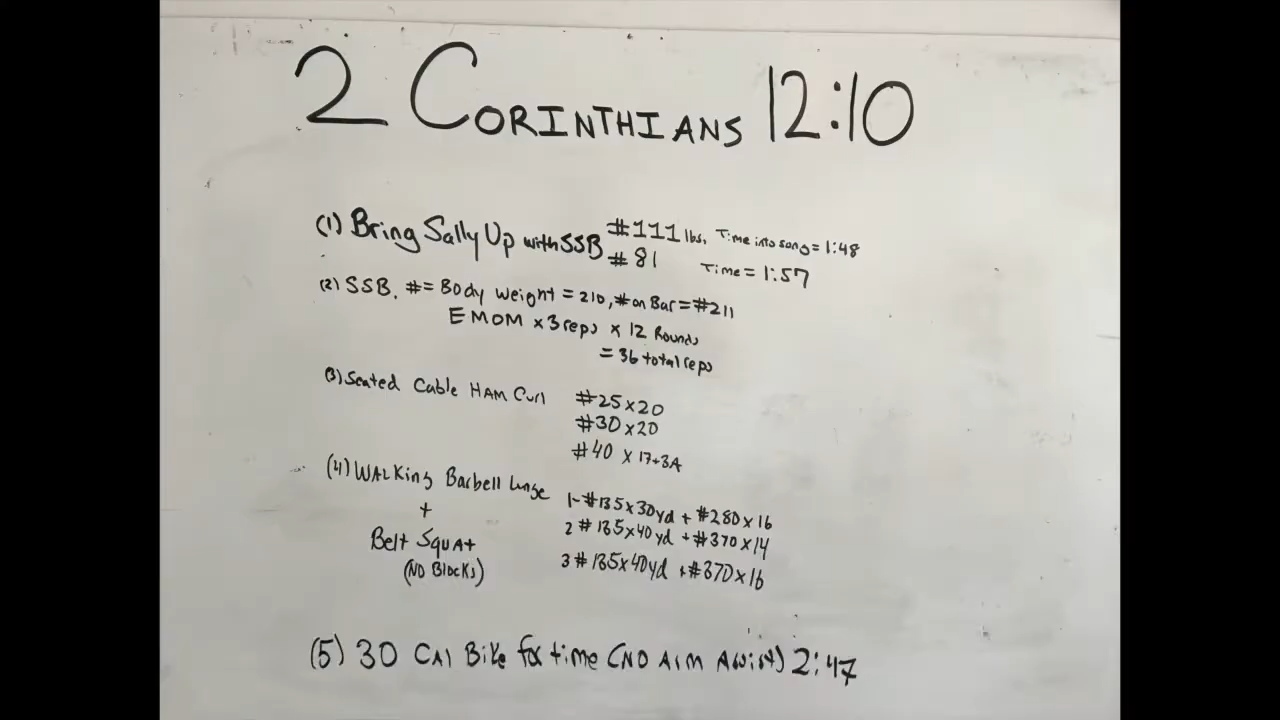 2 CORINTHIANS 12:10
(1) Bring Sally Up with SSB #111 lbs, Time into song = 1:48
#81 Time = 1:57
(2) SSB. #= Body weight = 210, # on Bar = #211
EMOM x 3 reps x 12 Rounds
= 36 total reps
(3) Seated Cable HAM Curl #25 x 20
#30 x 20
#40 x 17+3A
(4) WALKing Barbell Lunge 1- #135 x 30yd + #280 x 16
+ 2 #135 x 40yd + #370 x 14
Belt SquAt 3 #135 x 40yd + #370 x 16
(NO Blocks)
(5) 30 CAl Bike for time (NO Arm Assist) 2:47